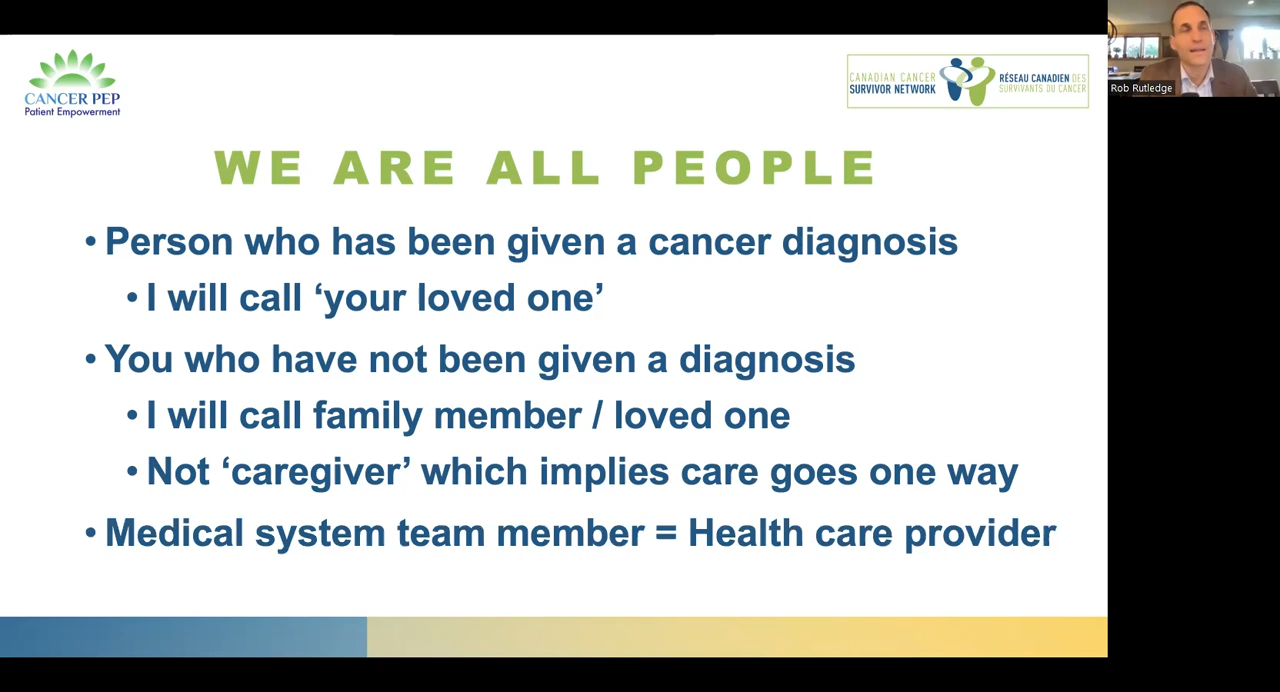 CANCER PEP
Patient Empowerment
CANADIAN CANCER
SURVIVOR NETWORK
RÉSEAU CANADIEN DES
SURVIVANTS DU CANCER
Rob Rutledge
WE ARE ALL PEOPLE
• Person who has been given a cancer diagnosis
• I will call ‘your loved one’
• You who have not been given a diagnosis
• I will call family member / loved one
• Not ‘caregiver’ which implies care goes one way
• Medical system team member = Health care provider